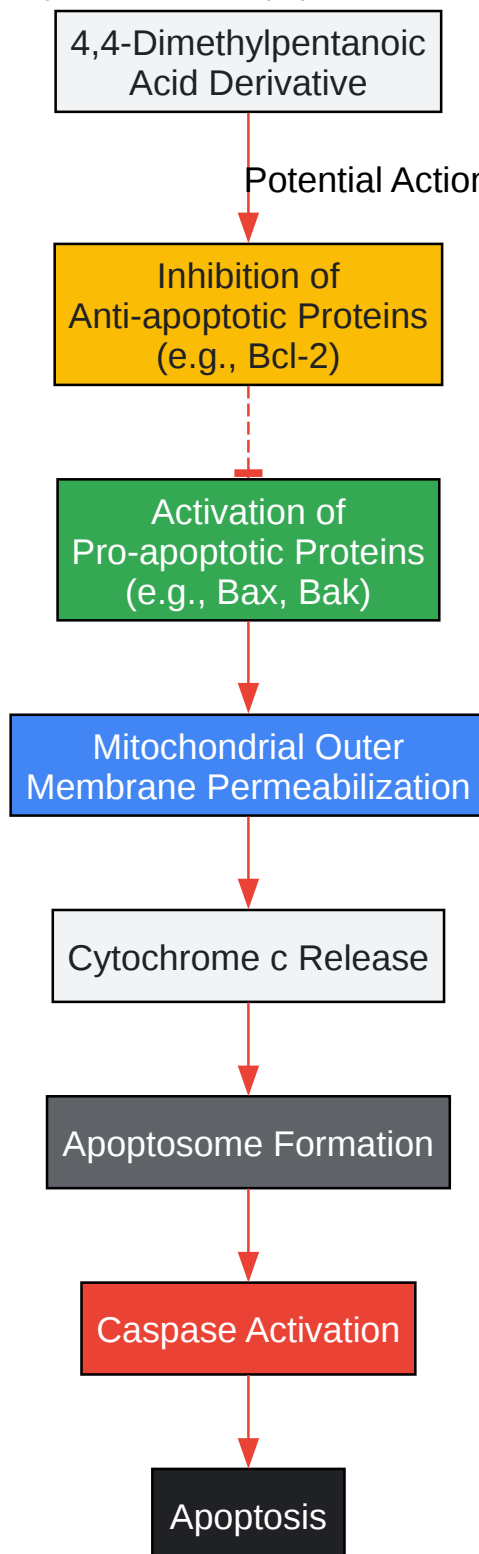 4,4-Dimethylpentanoic
Acid Derivative
Potential Action
Inhibition of
Anti-apoptotic Proteins
(e.g., Bcl-2)
Activation of
Pro-apoptotic Proteins
(e.g., Bax, Bak)
Mitochondrial Outer
Membrane Permeabilization
Cytochrome c Release
Apoptosome Formation
Caspase Activation
Apoptosis